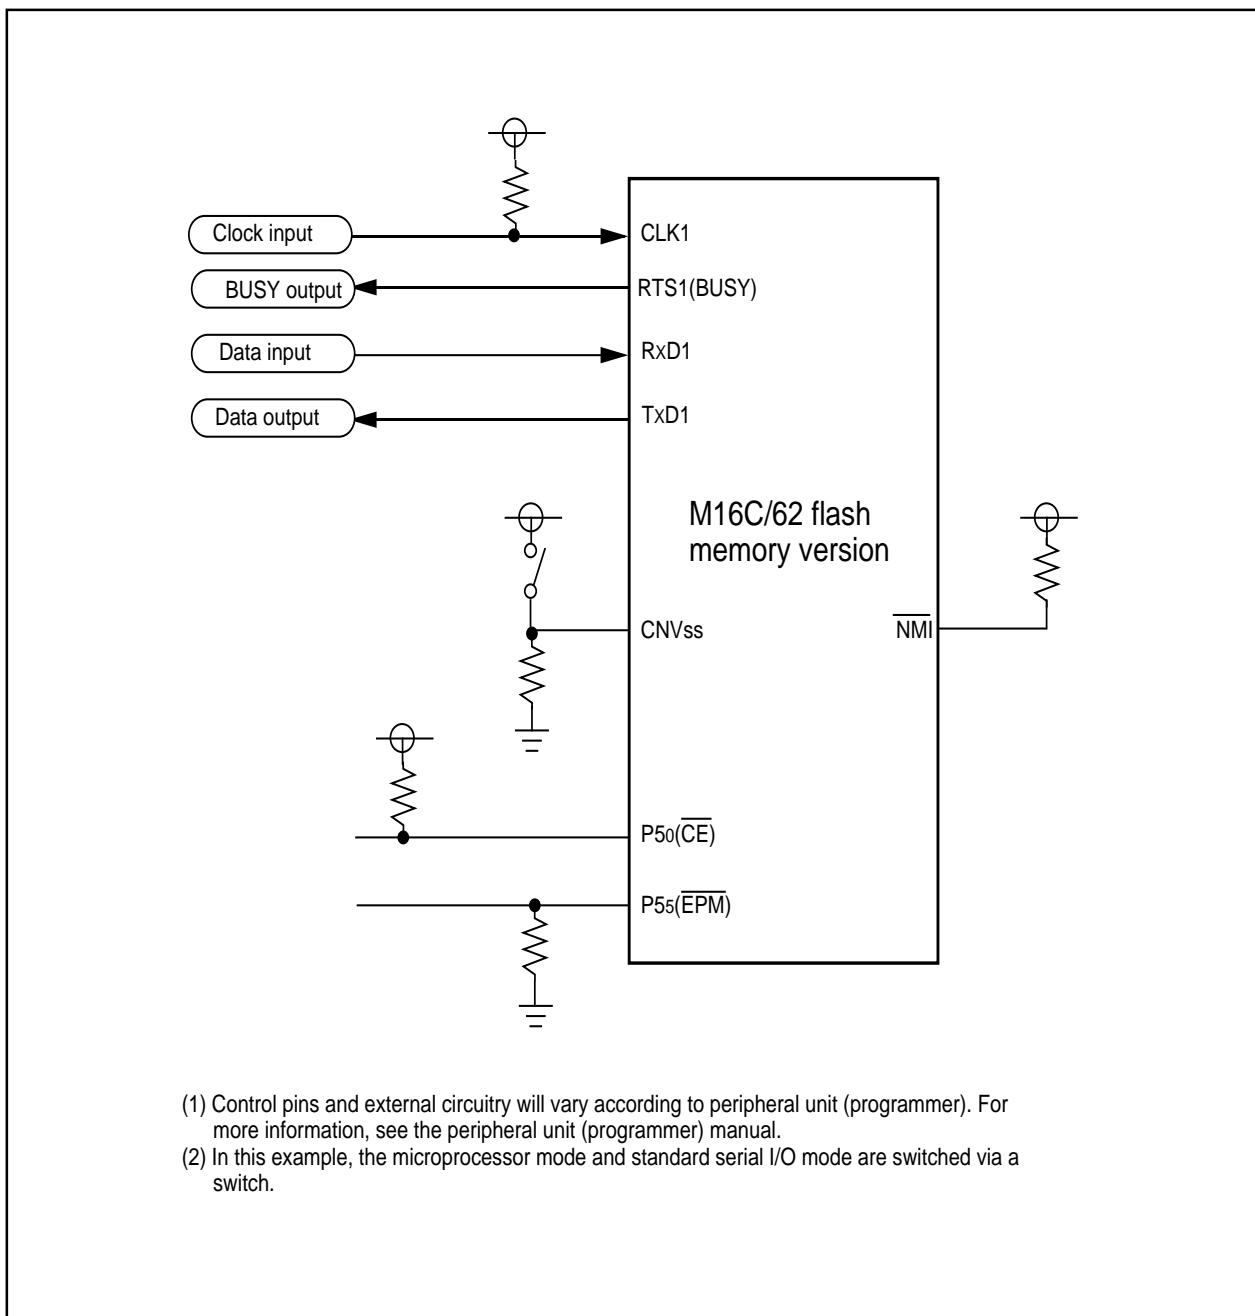 Clock input
CLK1
BUSY output
RTS1(BUSY)
Data input
RXD1
Data output
TXD1
M16C/62 flash
memory version
CNVss
NMI
P50(CE)
P55(EPM)
(1) Control pins and external circuitry will vary according to peripheral unit (programmer). For
more information, see the peripheral unit (programmer) manual.
(2) In this example, the microprocessor mode and standard serial I/O mode are switched via a
switch.